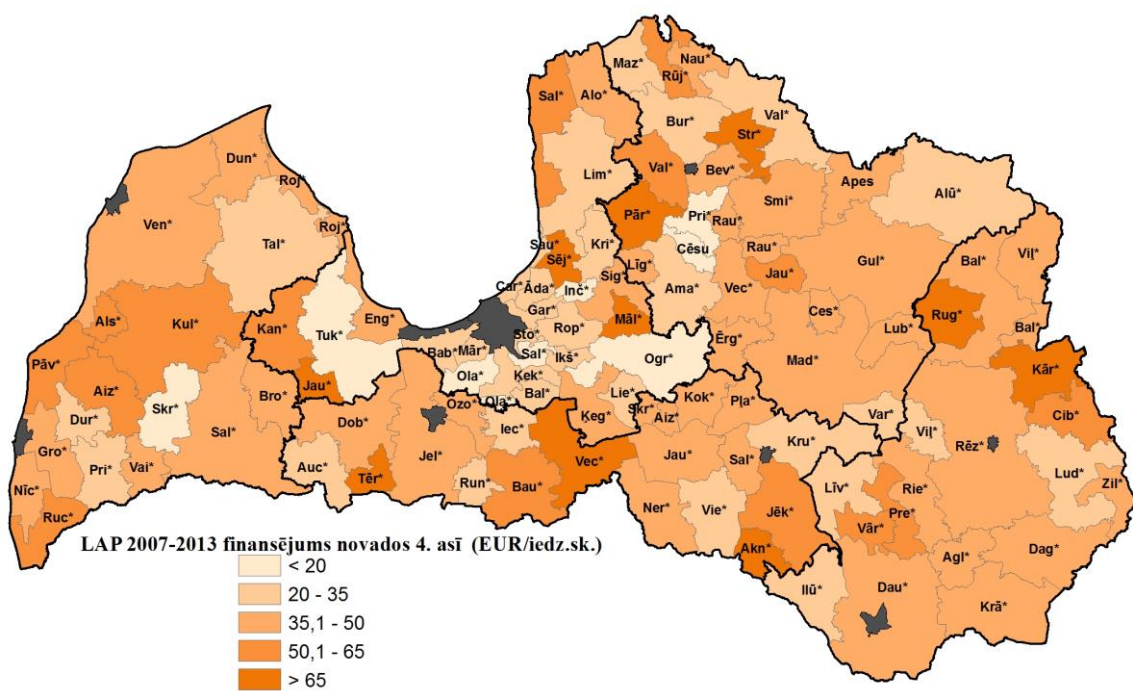 Maz*
Nau*
Rūj*
Sal*
Alo*
Bur*
Val*
Str*
Dun*
Roj*
Lim*
Val*
Bev*
Apes
Alū*
Ven*
Tal*
Roj*
Pār*
Pri*
Rau*
Smi*
Cēsu
Sau*
Kri*
Sēj*
Sig*
Līg*
Rau*
Jau*
Gul*
Bal*
Viļ*
Als*
Kul*
Kan*
Tuk*
Eng*
Car*
Āda*
Inč*
Ama*
Vec*
Gar*
Māl*
Ces*
Rug*
Lub*
Bal*
Sto*
Rop*
Ērg*
Mad*
Pāv*
Aiz*
Jau*
Bab*
Mār*
Sal*
Ikš*
Ogr*
Kār*
Dur*
Skr*
Bro*
Ola*
Ķek*
Lie*
Cib*
Ozo*
Ola*
Bal*
Ķeg*
Skr*
Aiz*
Kok*
Pļa*
Var*
Dob*
Iec*
Kru*
Viļ*
Rēz*
Gro*
Pri*
Vai*
Sal*
Auc*
Tēr*
Jel*
Run*
Bau*
Vec*
Jau*
Sal*
Lud*
Zil*
Nīc*
Ruc*
Ner*
Vie*
Jēk*
Līv*
Rie*
Pre*
Vār*
Akn*
Agl*
Dag*
Ilū*
Dau*
Krā*
LAP 2007-2013 finansējums novados 4. asī (EUR/iedz.sk.)
< 20
20 - 35
35,1 - 50
50,1 - 65
> 65